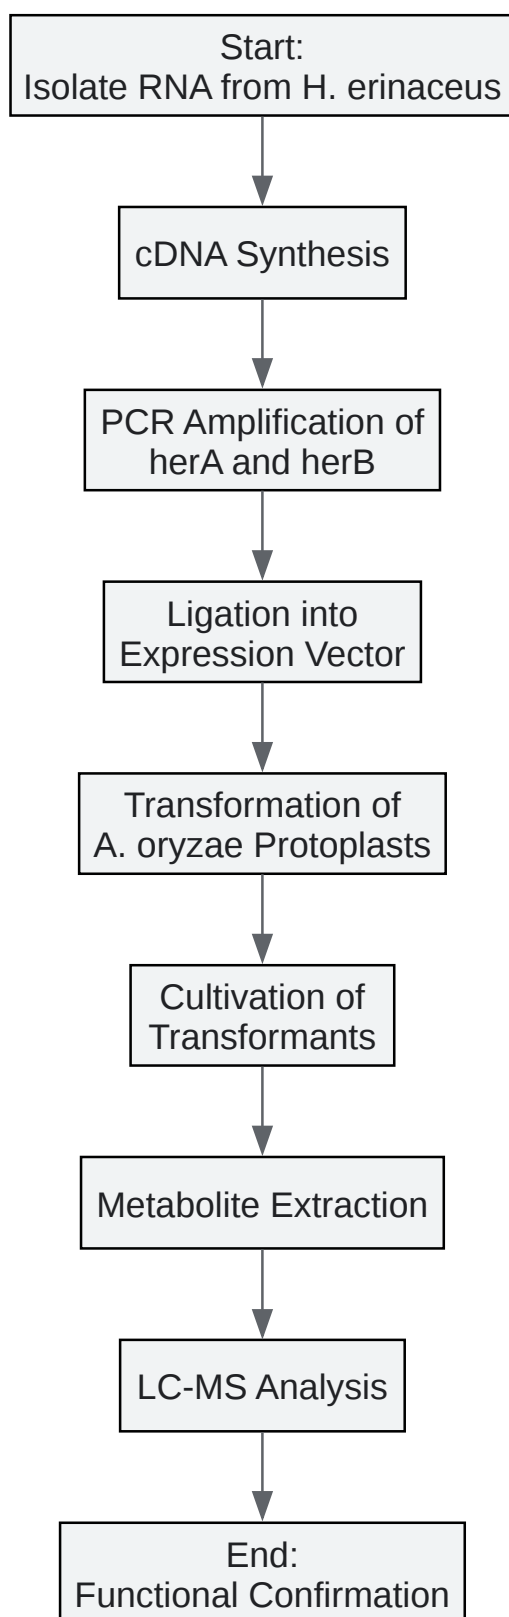 Start:
Isolate RNA from H. erinaceus
cDNA Synthesis
PCR Amplification of
herA and herB
Ligation into
Expression Vector
Transformation of
A. oryzae Protoplasts
Cultivation of
Transformants
Metabolite Extraction
LC-MS Analysis
End:
Functional Confirmation